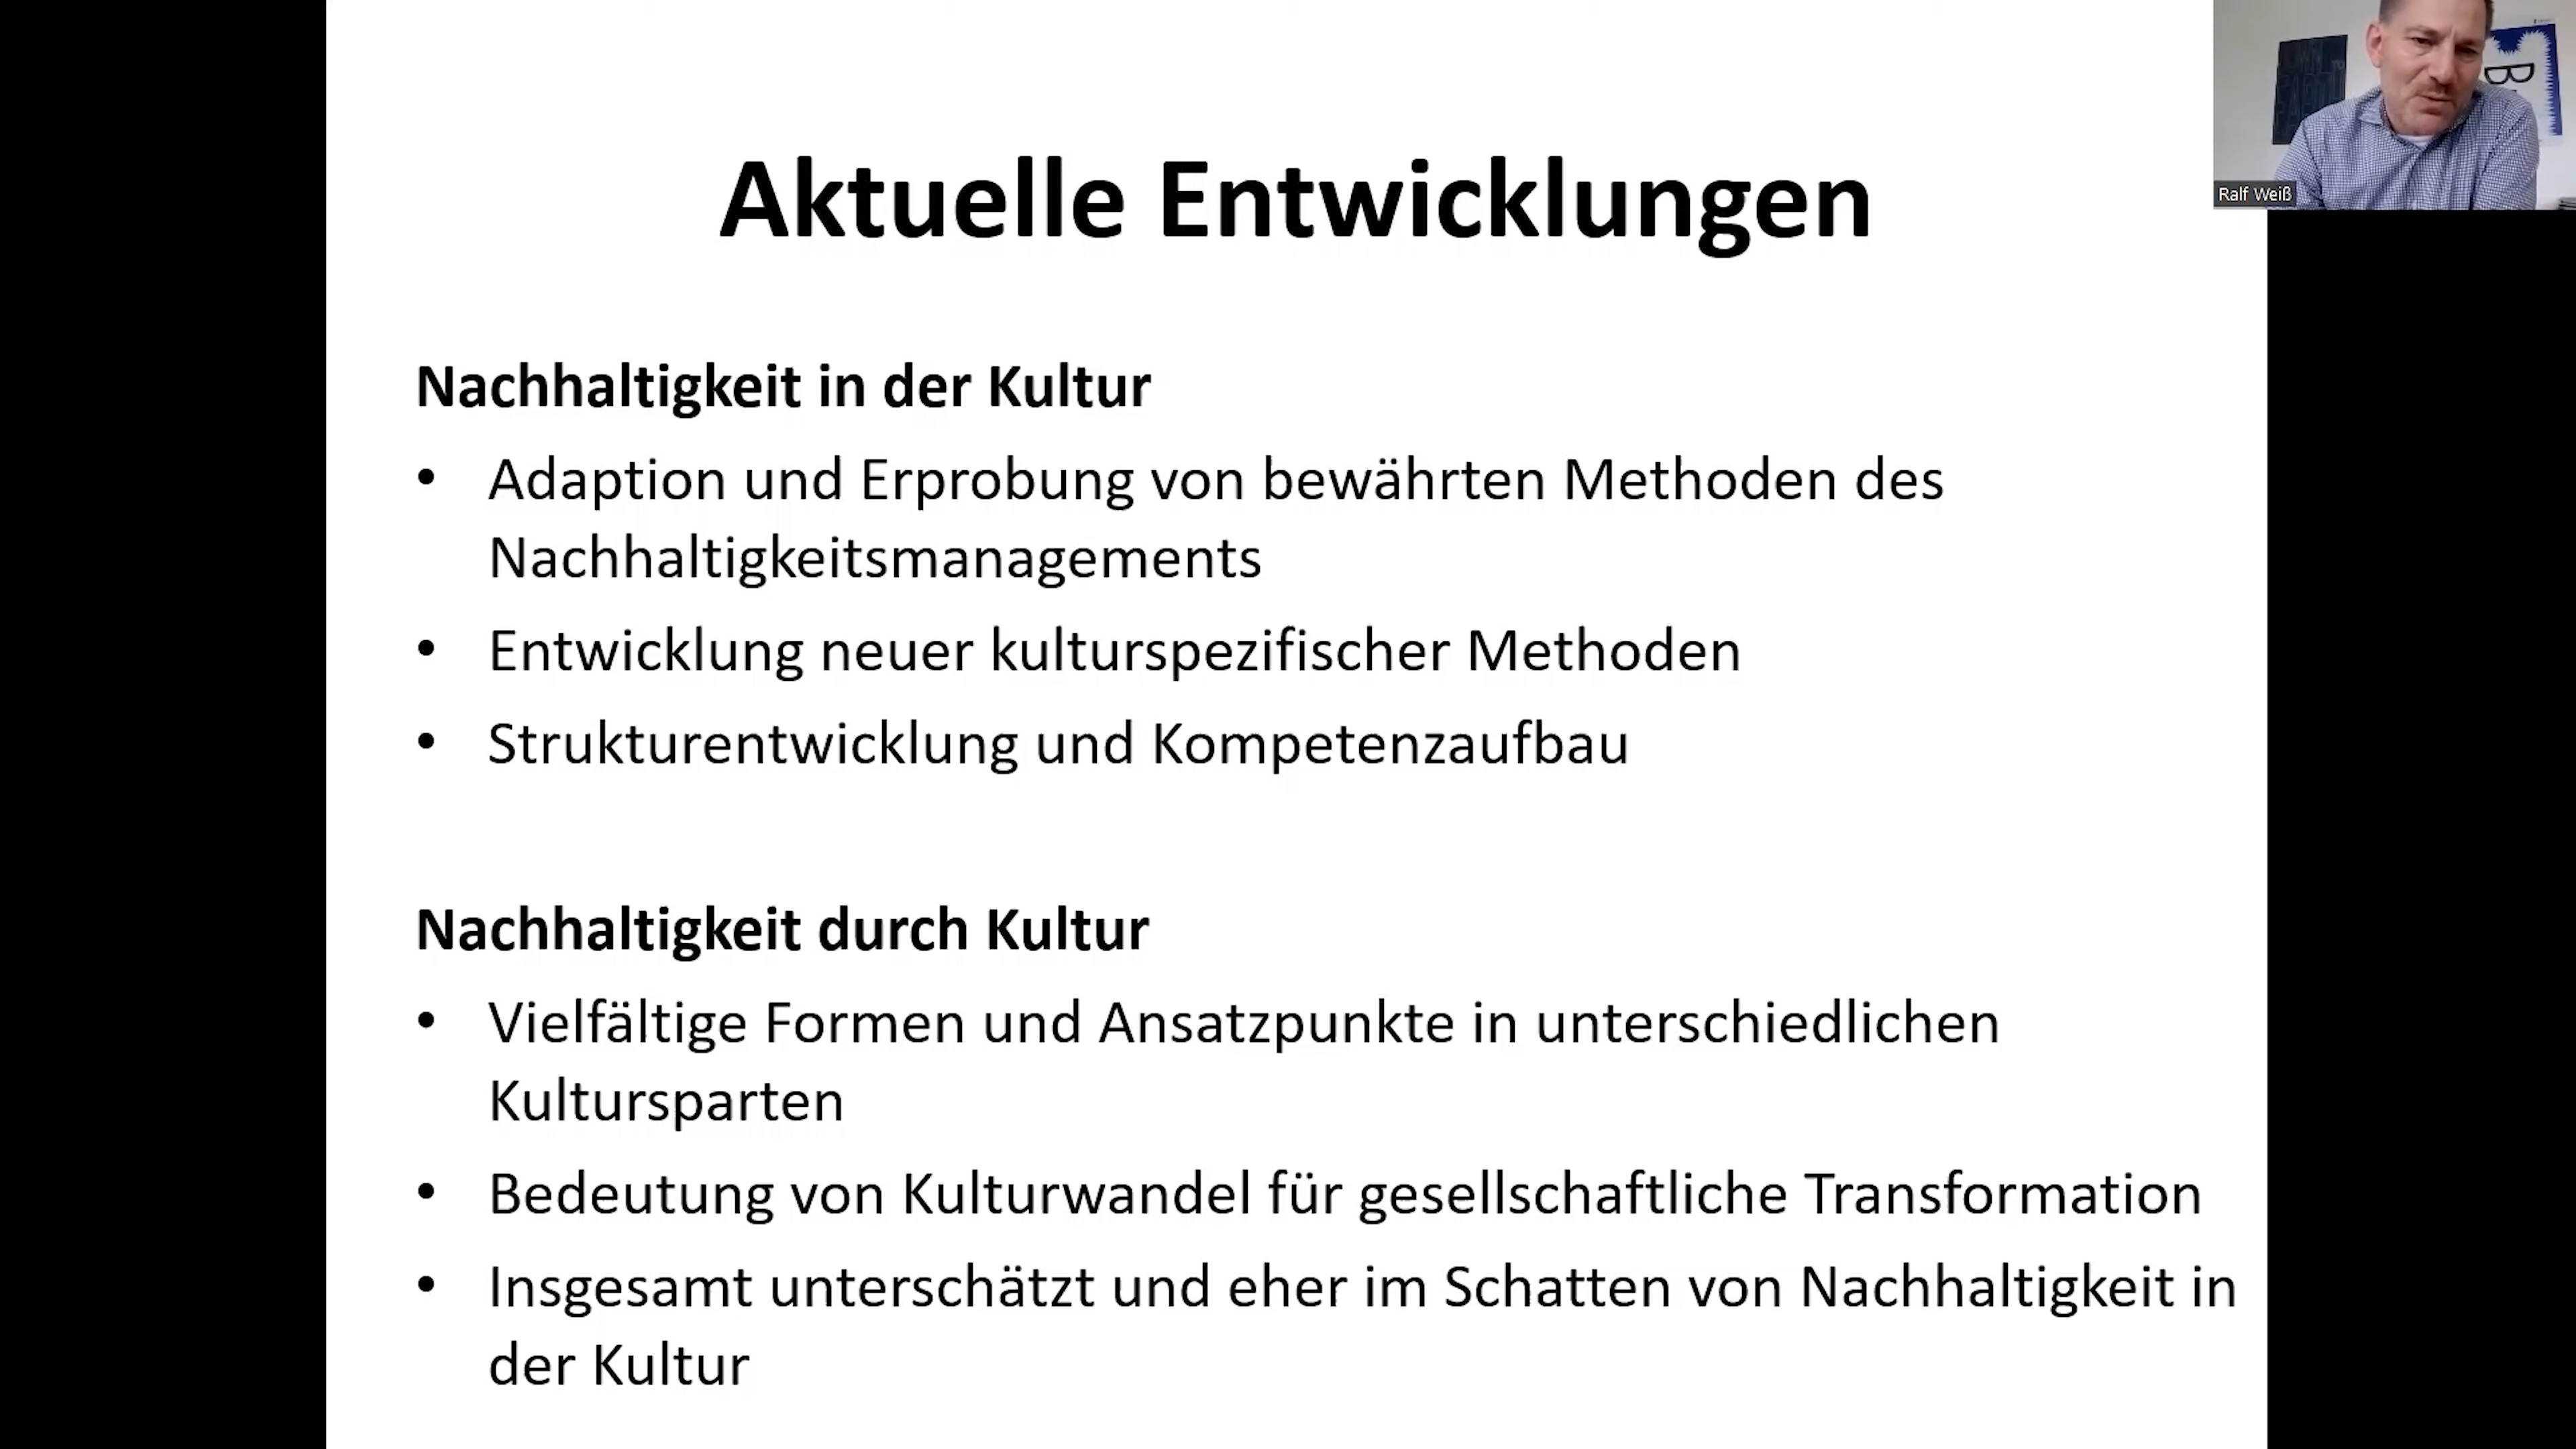 Aktuelle Entwicklungen
Nachhaltigkeit in der Kultur
• Adaption und Erprobung von bewährten Methoden des
Nachhaltigkeitsmanagements
• Entwicklung neuer kulturspezifischer Methoden
• Strukturentwicklung und Kompetenzaufbau
Nachhaltigkeit durch Kultur
• Vielfältige Formen und Ansatzpunkte in unterschiedlichen
Kultursparten
• Bedeutung von Kulturwandel für gesellschaftliche Transformation
• Insgesamt unterschätzt und eher im Schatten von Nachhaltigkeit in
der Kultur
Ralf Weiß